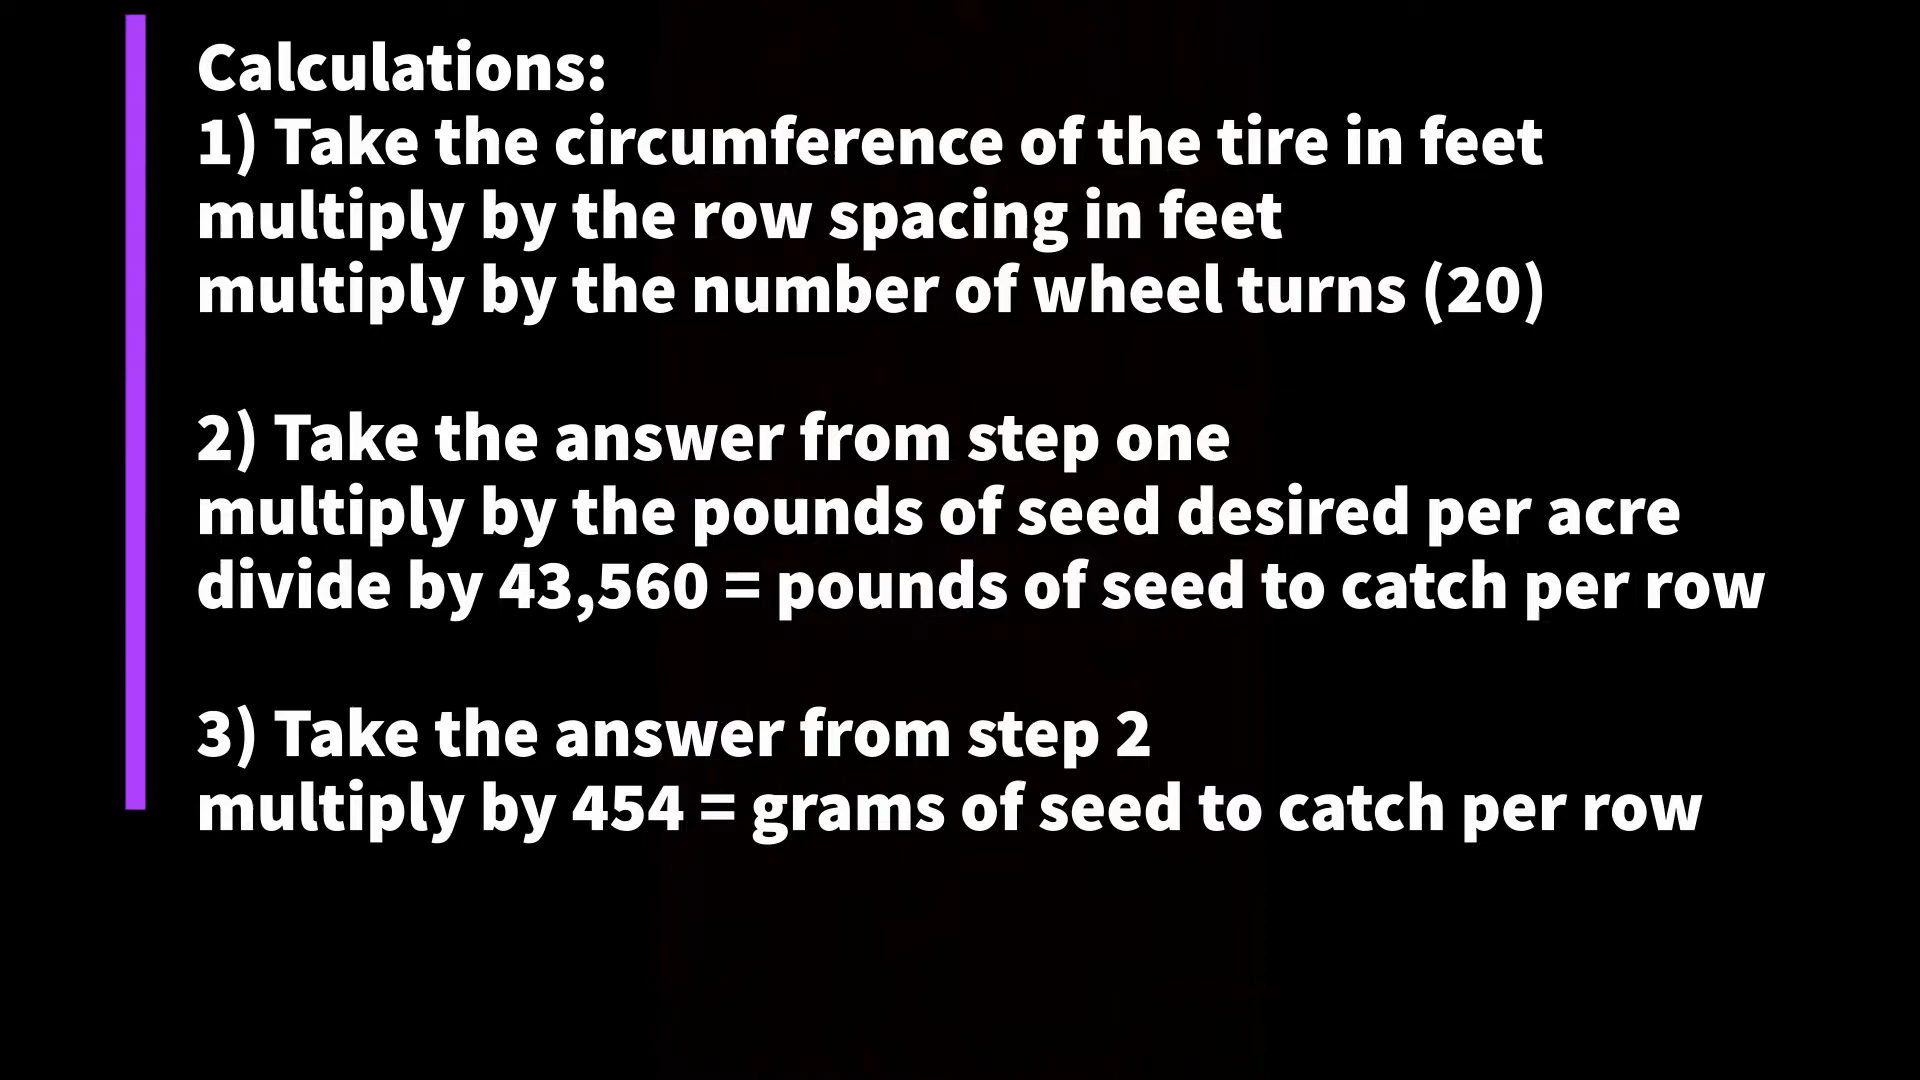 Calculations:
1) Take the circumference of the tire in feet
multiply by the row spacing in feet
multiply by the number of wheel turns (20)
2) Take the answer from step one
multiply by the pounds of seed desired per acre
divide by 43,560 = pounds of seed to catch per row
3) Take the answer from step 2
multiply by 454 = grams of seed to catch per row